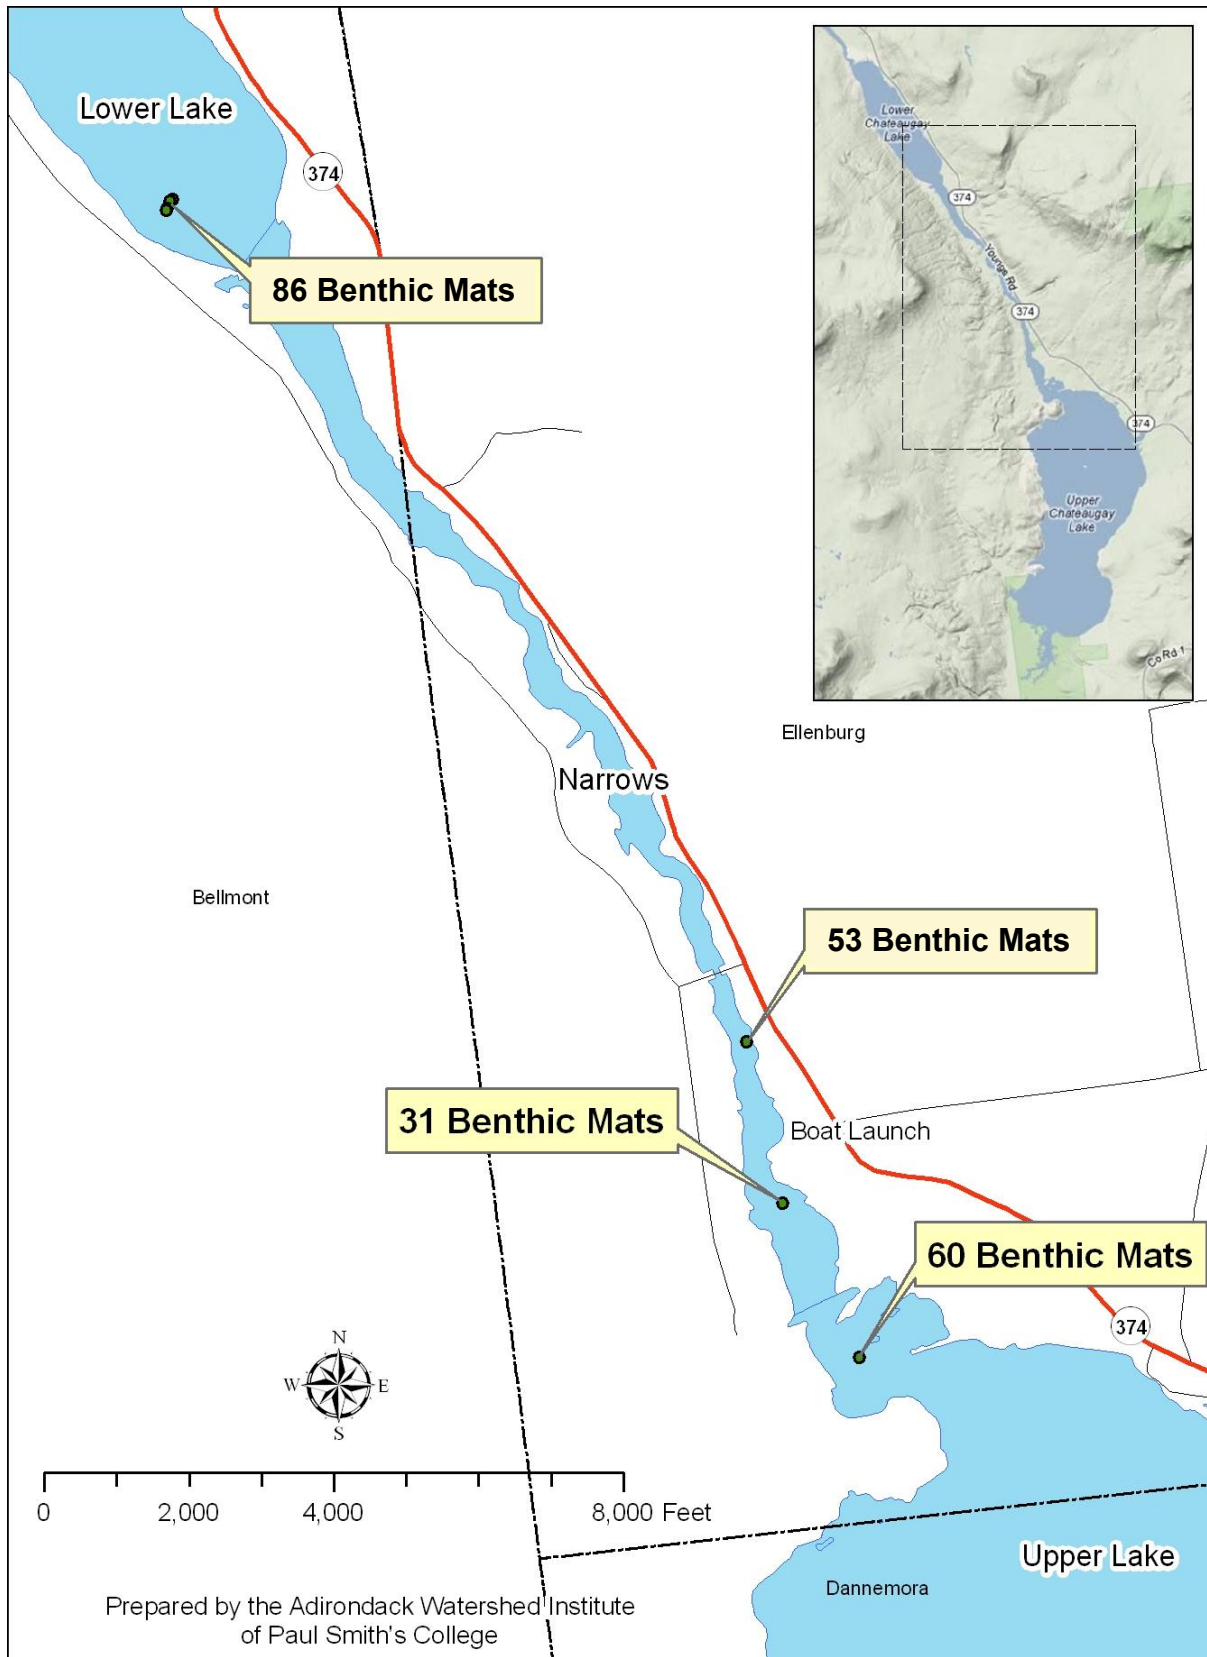 Lower Lake
374
86 Benthic Mats
Lower
Chateaugay
Lake
374
Youngs Rd
374
374
Upper
Chateaugay
Lake
Co Rd 1
Ellenburg
Narrows
Bellmont
53 Benthic Mats
31 Benthic Mats
Boat Launch
60 Benthic Mats
374
N
W
E
S
0
2,000
4,000
8,000 Feet
Upper Lake
Dannemora
Prepared by the Adirondack Watershed Institute
of Paul Smith's College